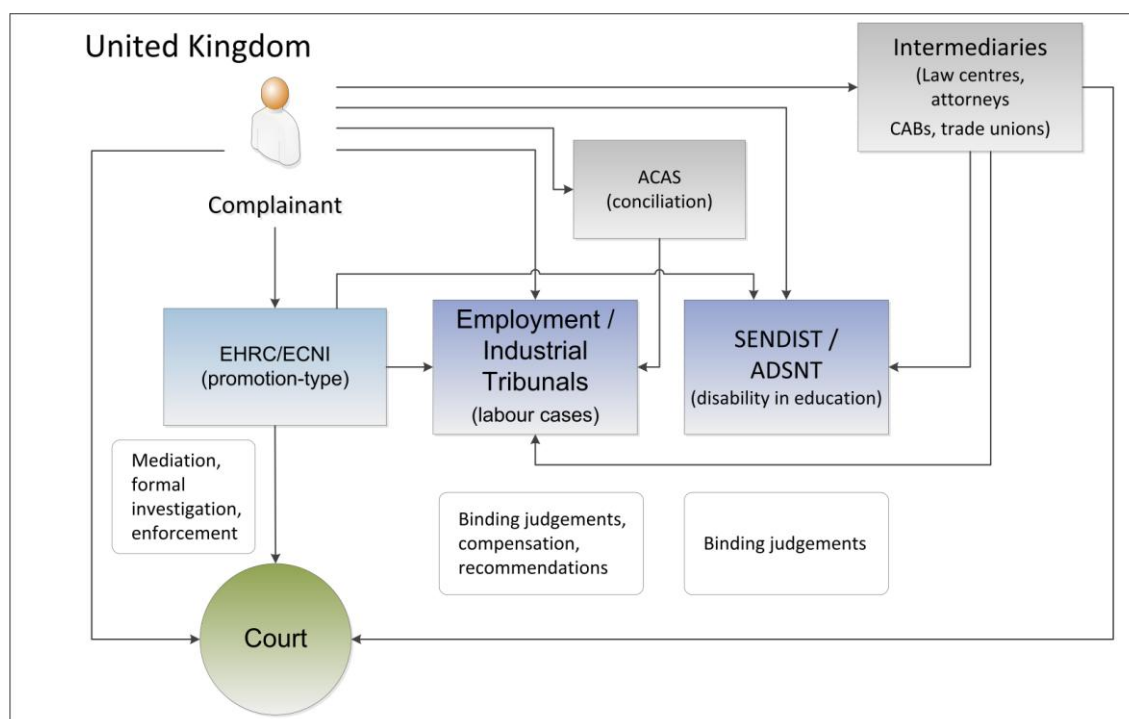 United Kingdom
Intermediaries
(Law centres,
attorneys
CABs, trade unions)
ACAS
(conciliation)
Complainant
EHRC/ECNI
(promotion-type)
Employment /
Industrial
Tribunals
(labour cases)
SENDIST /
ADSNT
(disability in education)
Mediation,
formal
investigation,
enforcement
Binding judgements,
compensation,
recommendations
Binding judgements
Court